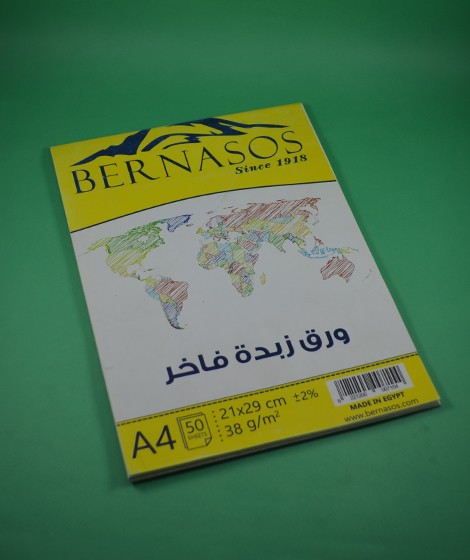 BERNASOS
Since 1918
ورق زبدة فاخر
A4
50
SHEETS
21x29 cm ±2%
38 g/m²
MADE IN EGYPT
www.bernasos.com